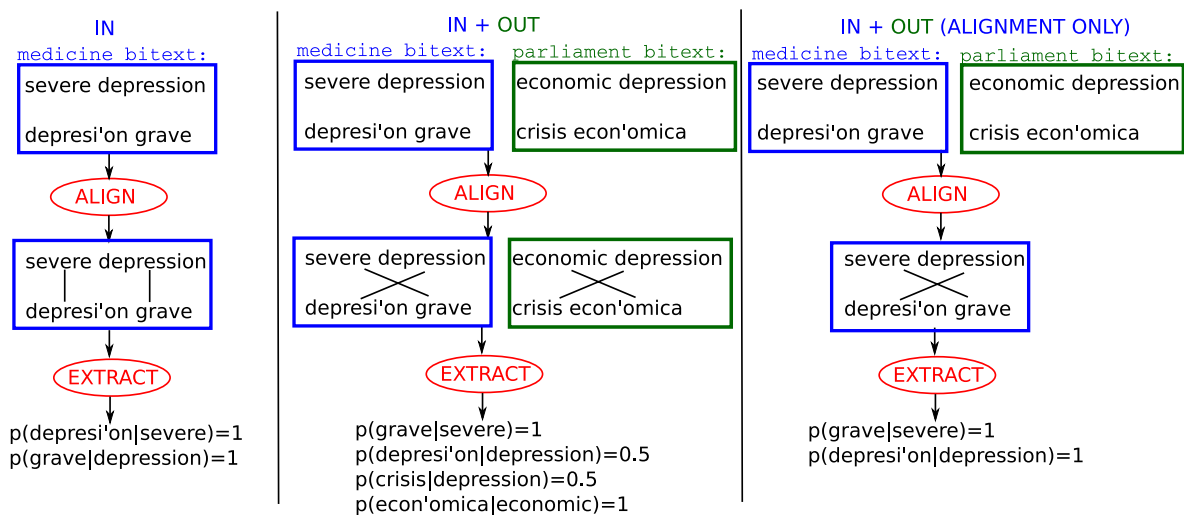 IN
medicine bitext:
severe depression
depresi'on grave
ALIGN
severe depression
depresi'on grave
EXTRACT
p(depresi'on|severe)=1
p(grave|depression)=1
IN + OUT
medicine bitext: parliament bitext:
severe depression economic depression
depresi'on grave crisis econ'omica
ALIGN
severe depression economic depression
depresi'on grave crisis econ'omica
EXTRACT
p(grave|severe)=1
p(depresi'on|depression)=0.5
p(crisis|depression)=0.5
p(econ'omica|economic)=1
IN + OUT (ALIGNMENT ONLY)
medicine bitext: parliament bitext:
severe depression economic depression
depresi'on grave crisis econ'omica
ALIGN
severe depression
depresi'on grave
EXTRACT
p(grave|severe)=1
p(depresi'on|depression)=1